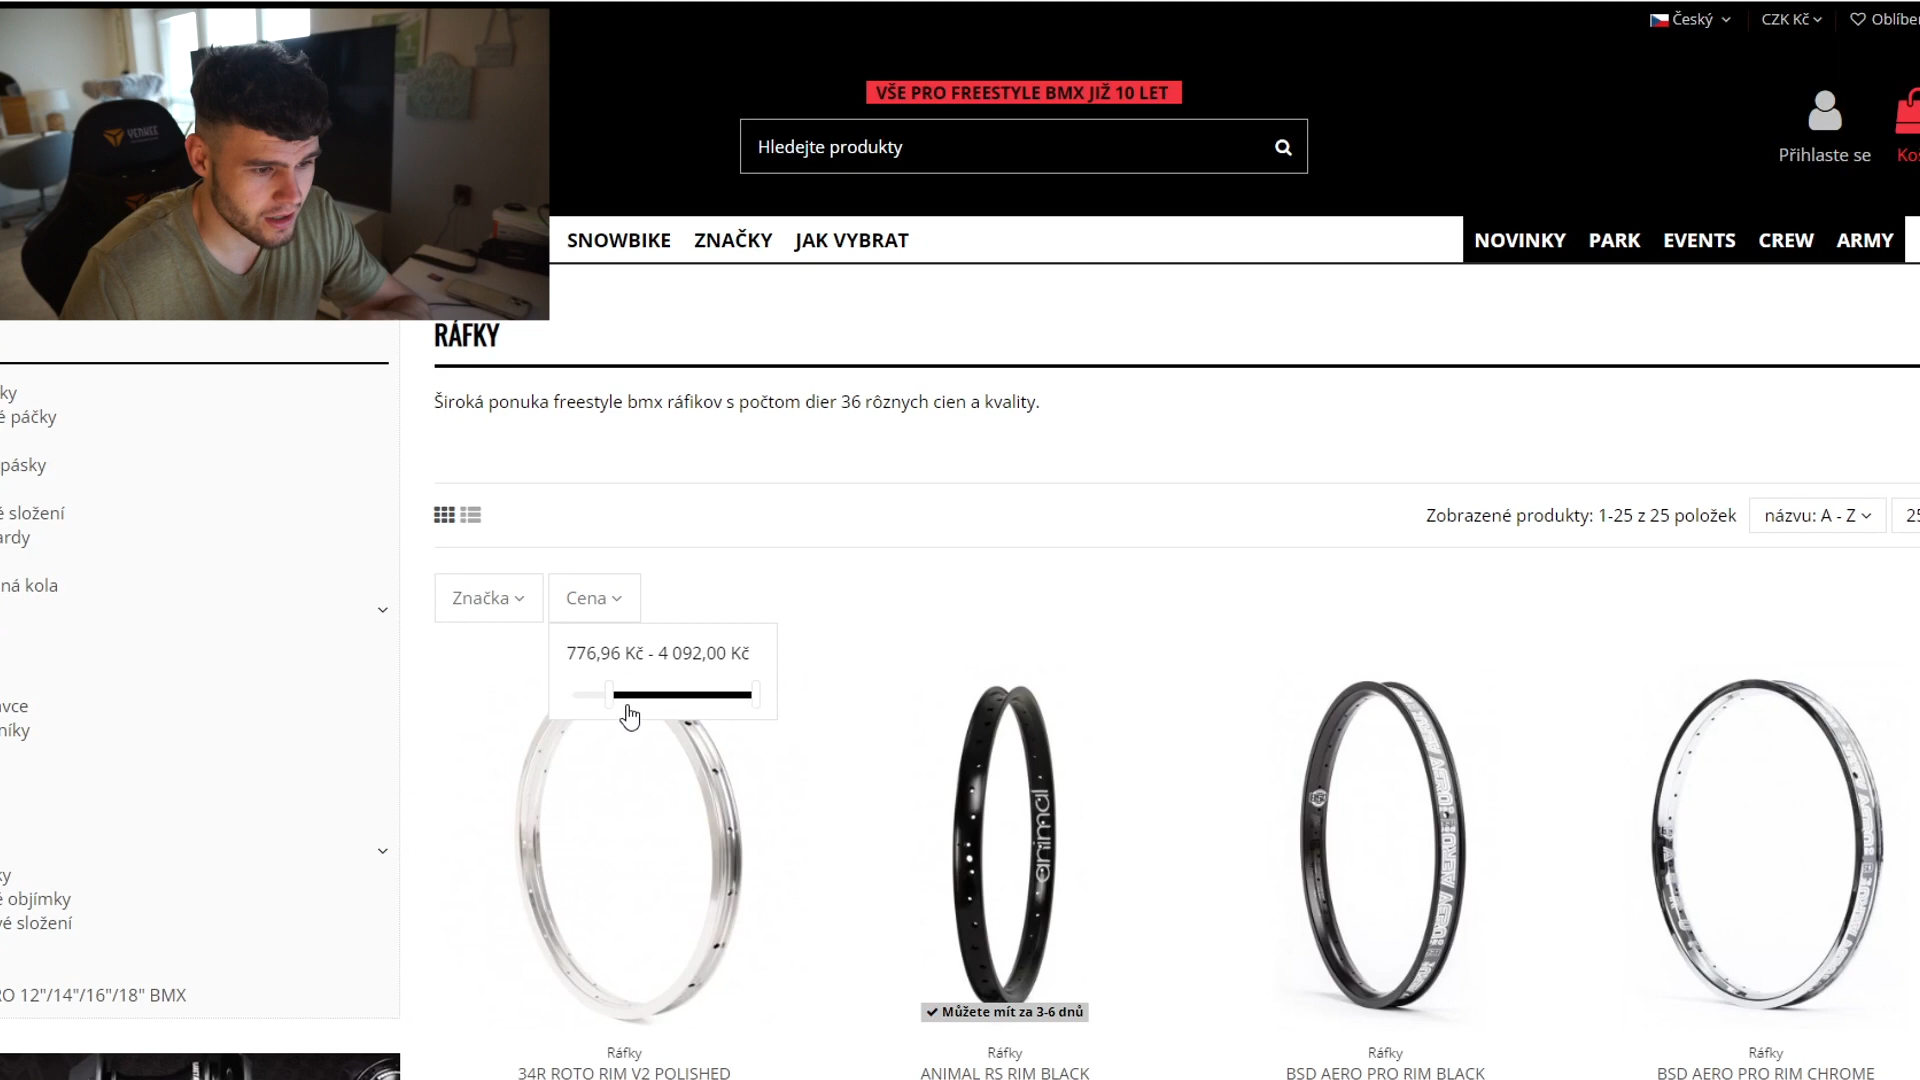 Český
CZK Kč
VŠE PRO FREESTYLE BMX JIŽ 10 LET
Hledejte produkty
Přihlaste se
YENKEE
SNOWBIKE ZNAČKY JAK VYBRAT
NOVINKY PARK EVENTS CREW ARMY
RÁFKY
Široká ponuka freestyle bmx ráfikov s počtom dier 36 rôznych cien a kvality.
ky
é páčky
pásky
é složení
ardy
ná kola
avce
níky
ky
é objímky
vé složení
RO 12"/14"/16"/18" BMX
Zobrazené produkty: 1-25 z 25 položek
názvu: A - Z
25
Značka
Cena
776,96 Kč - 4 092,00 Kč
animal
✓ Můžete mít za 3-6 dnů
Ráfky
34R ROTO RIM V2 POLISHED
Ráfky
ANIMAL RS RIM BLACK
Ráfky
BSD AERO PRO RIM BLACK
Ráfky
BSD AERO PRO RIM CHROME